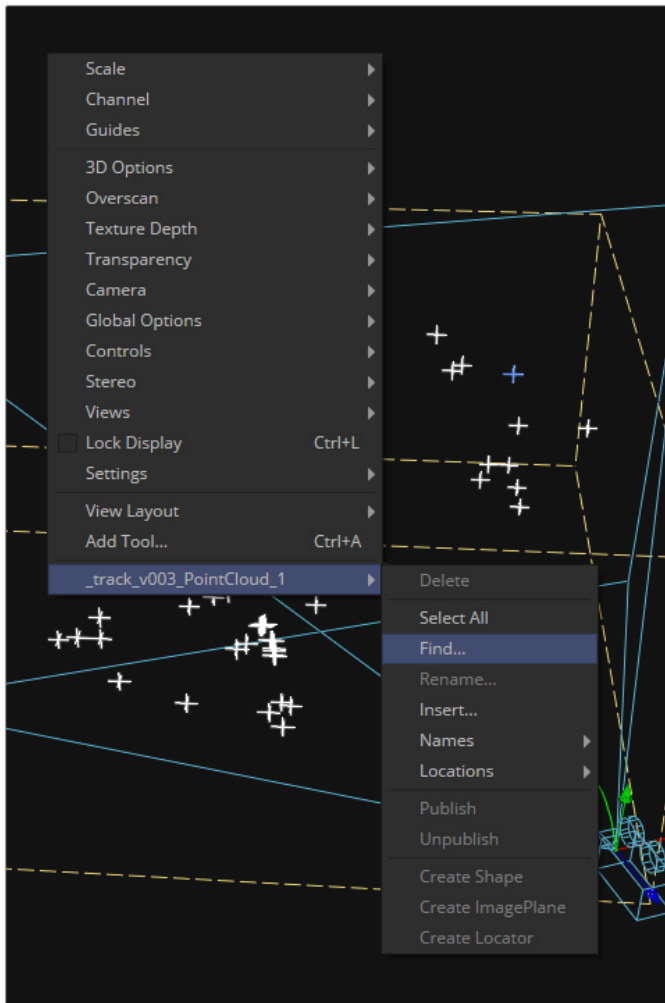 Scale
Channel
Guides
3D Options
Overscan
Texture Depth
Transparency
Camera
Global Options
Controls
Stereo
Views
Lock Display Ctrl+L
Settings
View Layout
Add Tool... Ctrl+A
_track_v003_PointCloud_1
Delete
Select All
Find...
Rename...
Insert...
Names
Locations
Publish
Unpublish
Create Shape
Create ImagePlane
Create Locator